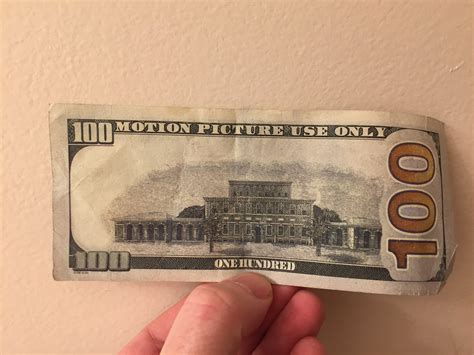 100 MOTION PICTURE USE ONLY
100
100 ONE HUNDRED